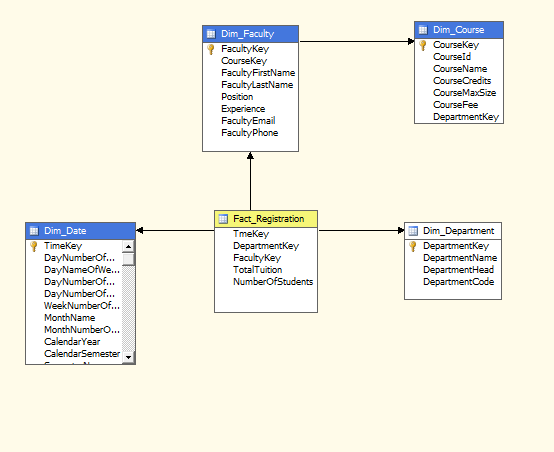 Dim_Faculty
FacultyKey
CourseKey
FacultyFirstName
FacultyLastName
Position
Experience
FacultyEmail
FacultyPhone
Dim_Course
CourseKey
CourseId
CourseName
CourseCredits
CourseMaxSize
CourseFee
DepartmentKey
Dim_Date
TimeKey
DayNumberOf...
DayNameOfWe...
DayNumberOf...
DayNumberOf...
WeekNumberOf...
MonthName
MonthNumberO...
CalendarYear
CalendarSemester
Fact_Registration
TmeKey
DepartmentKey
FacultyKey
TotalTuition
NumberOfStudents
Dim_Department
DepartmentKey
DepartmentName
DepartmentHead
DepartmentCode